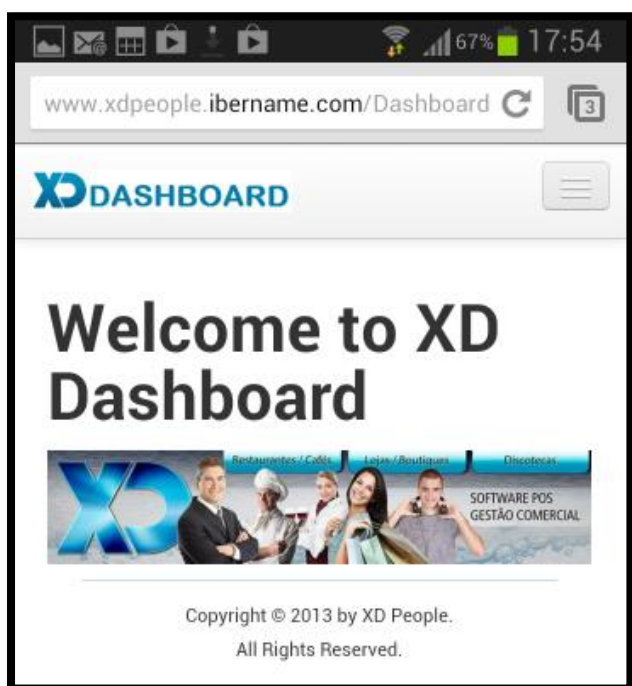 67% 17:54
www.xdpeople.ibername.com/Dashboard 3
XD DASHBOARD
Welcome to XD
Dashboard
Restaurantes / Cafés Lojas / Boutiques Discotecas
XD
SOFTWARE POS
GESTÃO COMERCIAL
Copyright © 2013 by XD People.
All Rights Reserved.